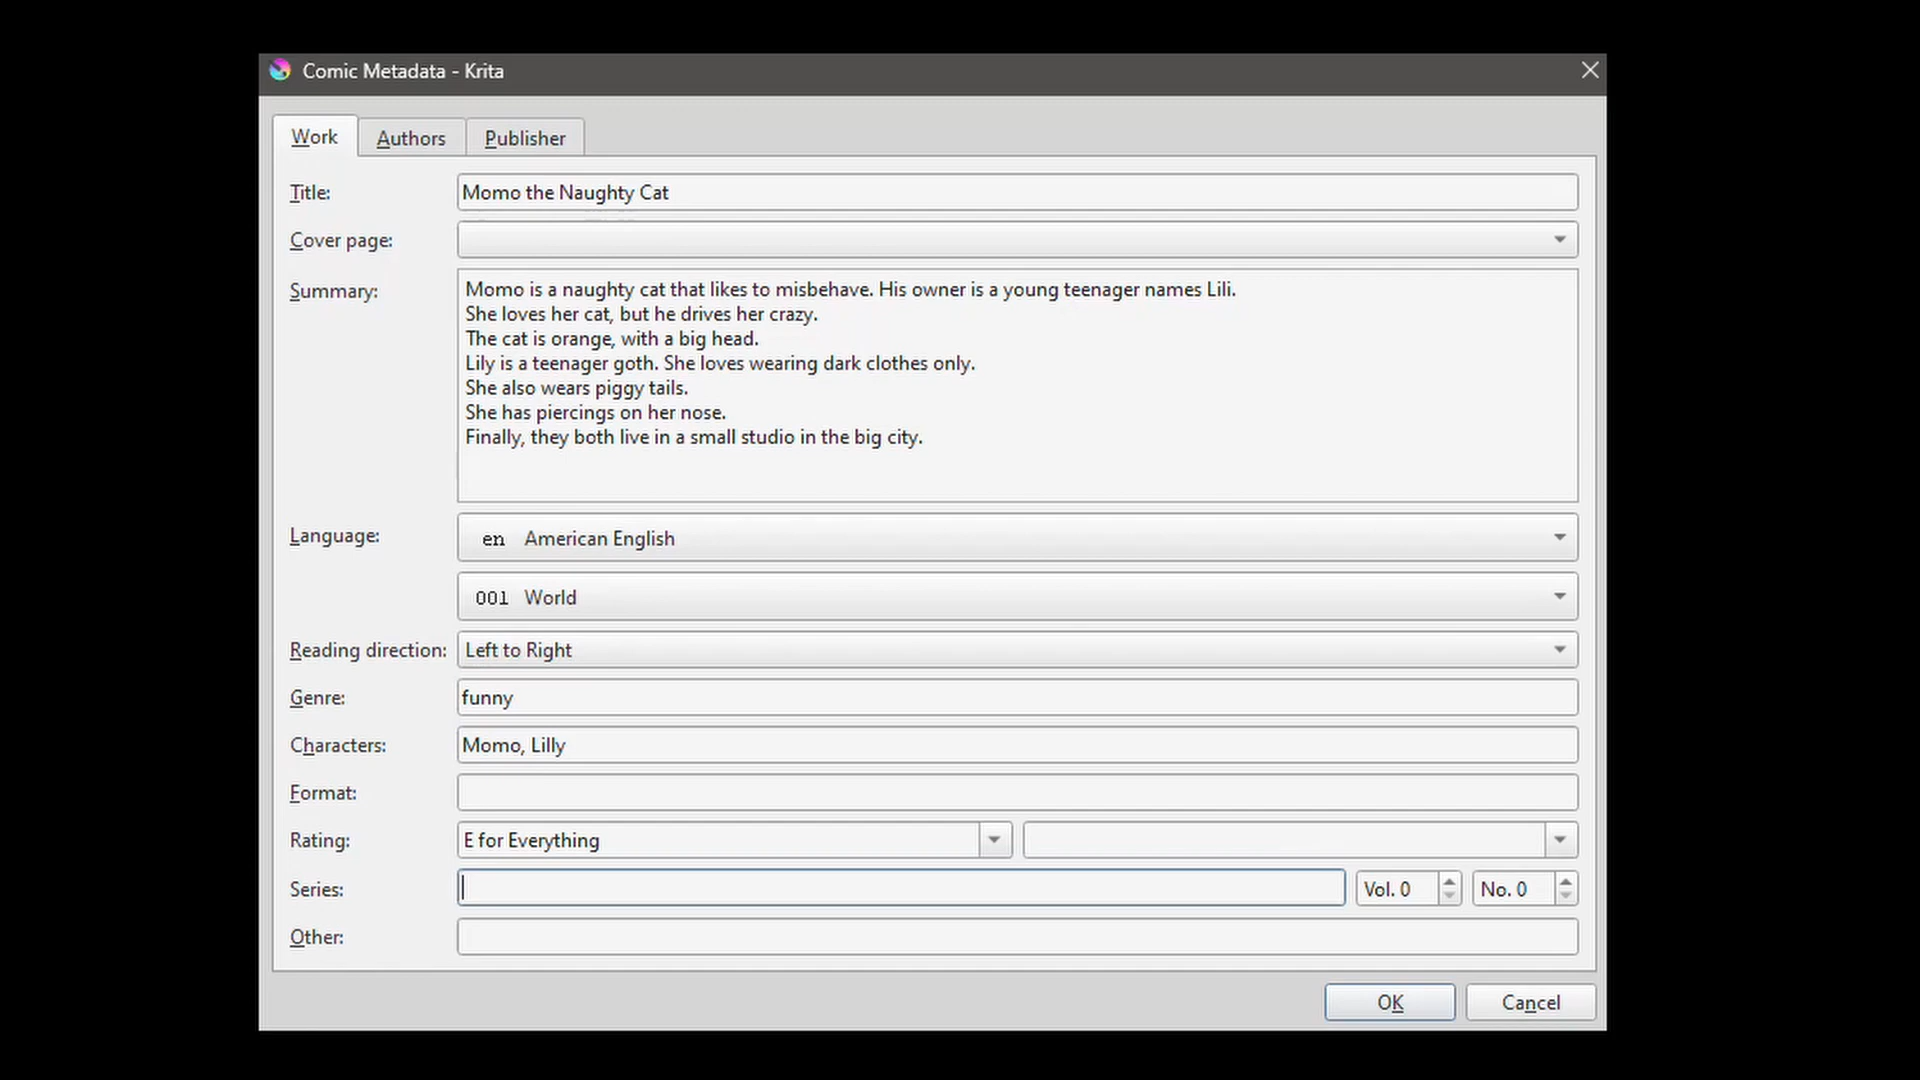 Comic Metadata - Krita
Work Authors Publisher
Title: Momo the Naughty Cat
Cover page:
Summary: Momo is a naughty cat that likes to misbehave. His owner is a young teenager names Lili.
She loves her cat, but he drives her crazy.
The cat is orange, with a big head.
Lily is a teenager goth. She loves wearing dark clothes only.
She also wears piggy tails.
She has piercings on her nose.
Finally, they both live in a small studio in the big city.
Language: en American English
001 World
Reading direction: Left to Right
Genre: funny
Characters: Momo, Lilly
Format:
Rating: E for Everything
Series: Vol. 0 No. 0
Other:
OK Cancel